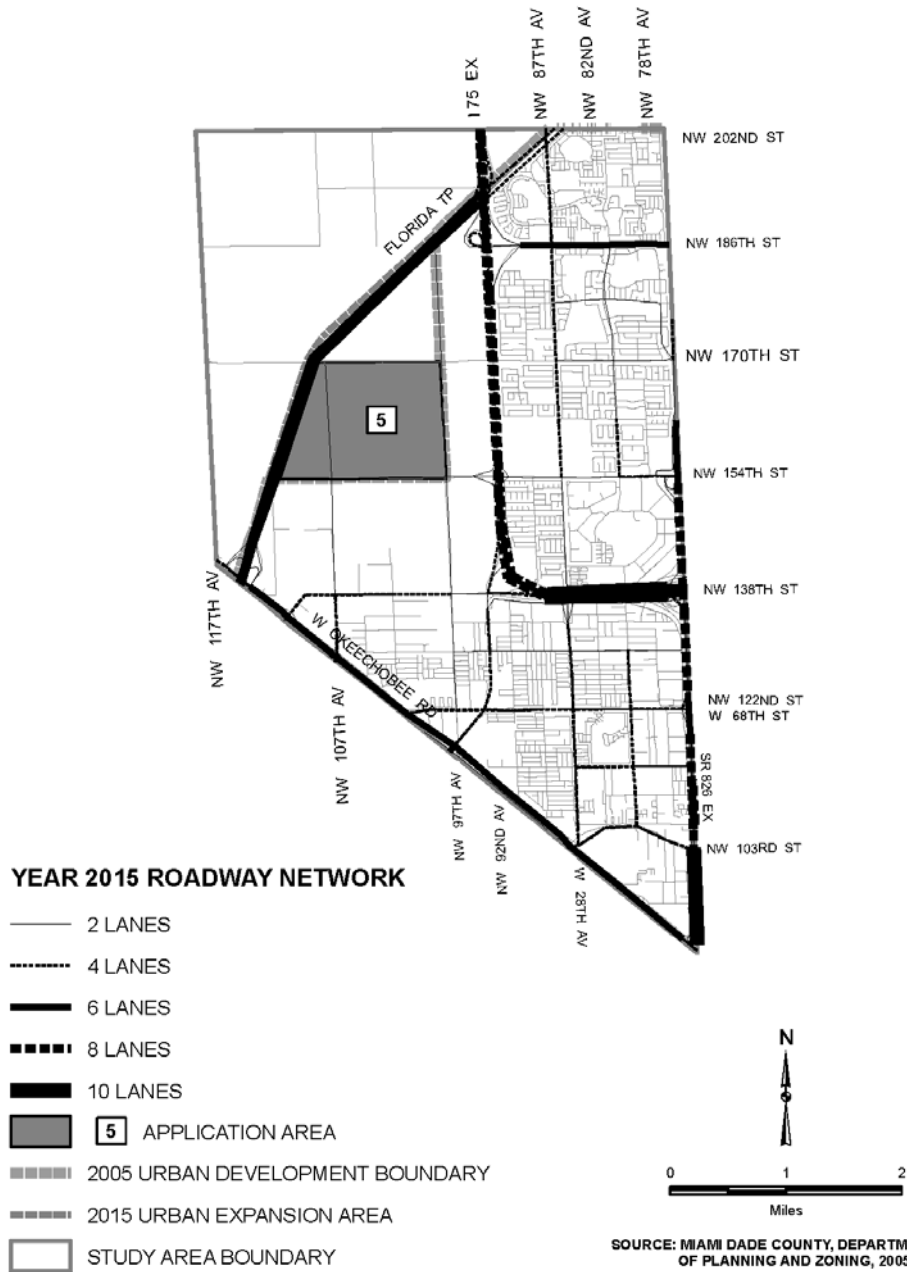 I75 EX
NW 87TH AV
NW 82ND AV
NW 78TH AV
NW 202ND ST
FLORIDA TP
NW 186TH ST
NW 170TH ST
5
NW 154TH ST
NW 138TH ST
NW 117TH AV
W OKEECHOBEE RD
NW 107TH AV
NW 122ND ST
W 68TH ST
SR 826 EX
NW 97TH AV
NW 92ND AV
W 28TH AV
NW 103RD ST
YEAR 2015 ROADWAY NETWORK
2 LANES
4 LANES
6 LANES
8 LANES
10 LANES
5 APPLICATION AREA
2005 URBAN DEVELOPMENT BOUNDARY
2015 URBAN EXPANSION AREA
STUDY AREA BOUNDARY
N
0 1 2
Miles
SOURCE: MIAMI DADE COUNTY, DEPARTM
OF PLANNING AND ZONING, 2005